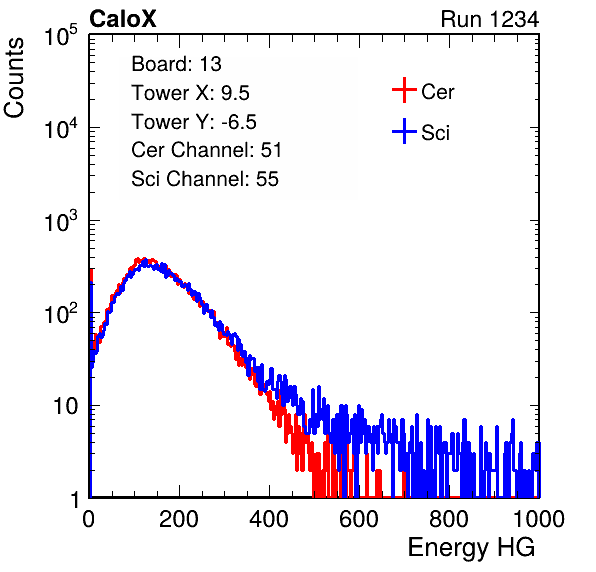 CaloX Run 1234
Counts
10^5
10^4
10^3
10^2
10
1
Board: 13
Tower X: 9.5
Tower Y: -6.5
Cer Channel: 51
Sci Channel: 55
Cer
Sci
0 200 400 600 800 1000
Energy HG